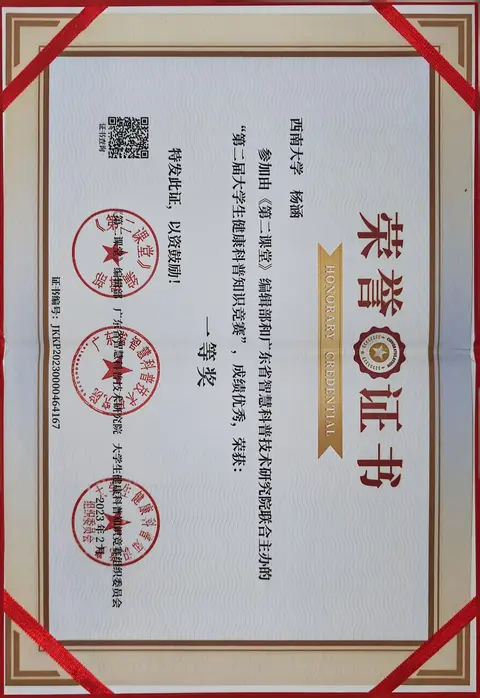 荣誉证书
HONORARY CREDENTIAL
西南大学 杨涵
参加由《第二课堂》编辑部和广东省智慧科普技术研究院联合主办的
“第二届大学生健康科普知识竞赛”，成绩优秀，荣获：
一等奖
特发此证，以资鼓励！
证书查询
《第二课堂》编辑部 广东省智慧科普技术研究院 大学生健康科普知识竞赛组织委员会
2023年2月
组织委员会
证书编号：JKKP20230000464167